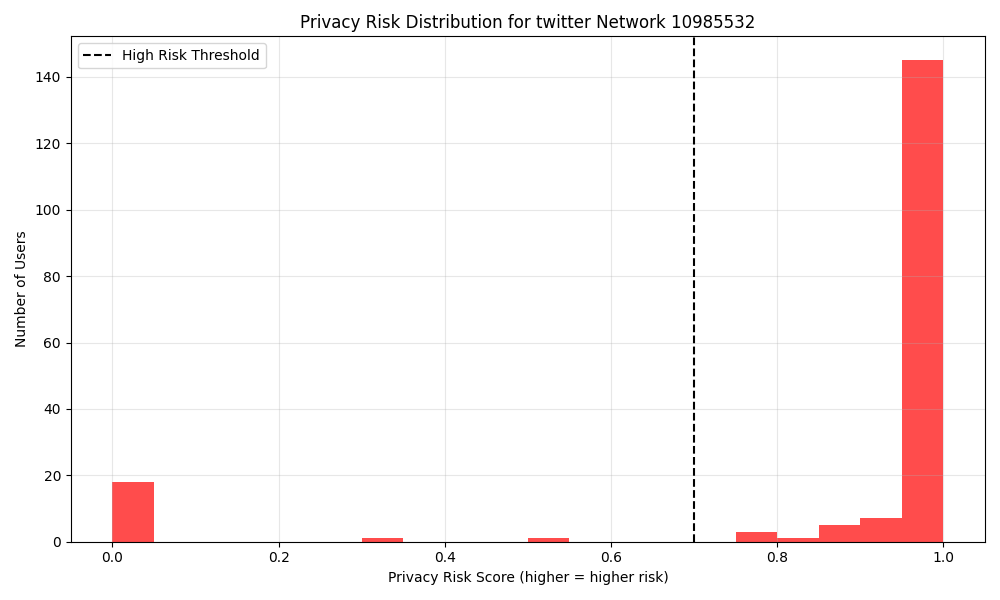 Privacy Risk Distribution for twitter Network 10985532
High Risk Threshold
140
120
100
80
60
40
20
0
Number of Users
0.0 0.2 0.4 0.6 0.8 1.0
Privacy Risk Score (higher = higher risk)